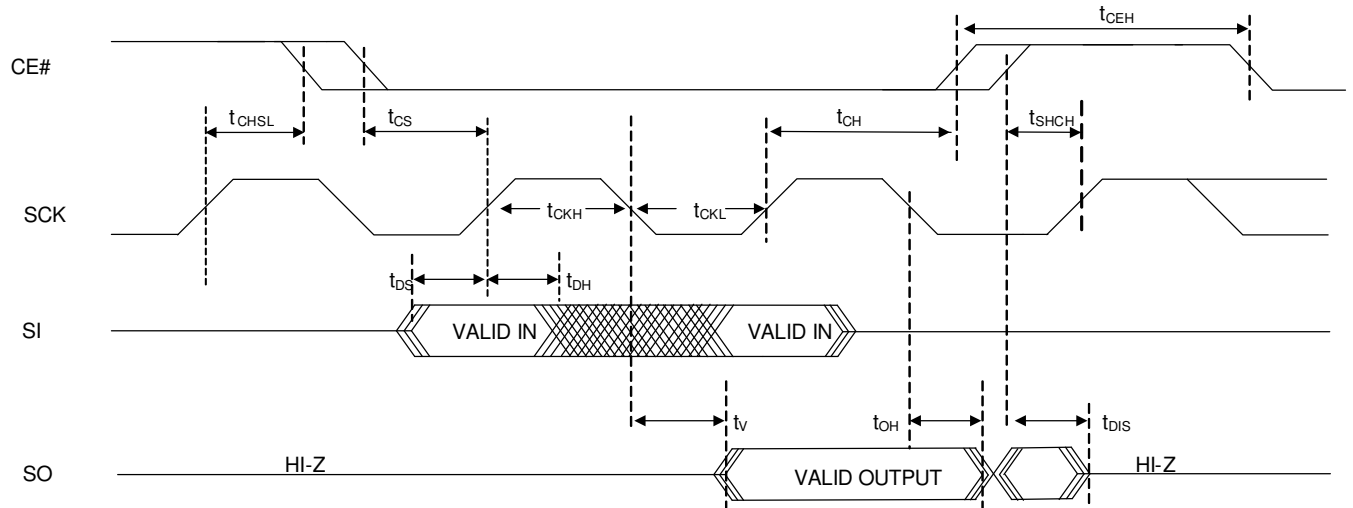 tCEH
CE#
tCHSL
tCS
tCH
tSHCH
SCK
tCKH
tCKL
tDS
tDH
SI
VALID IN
VALID IN
tV
tOH
tDIS
SO
HI-Z
VALID OUTPUT
HI-Z